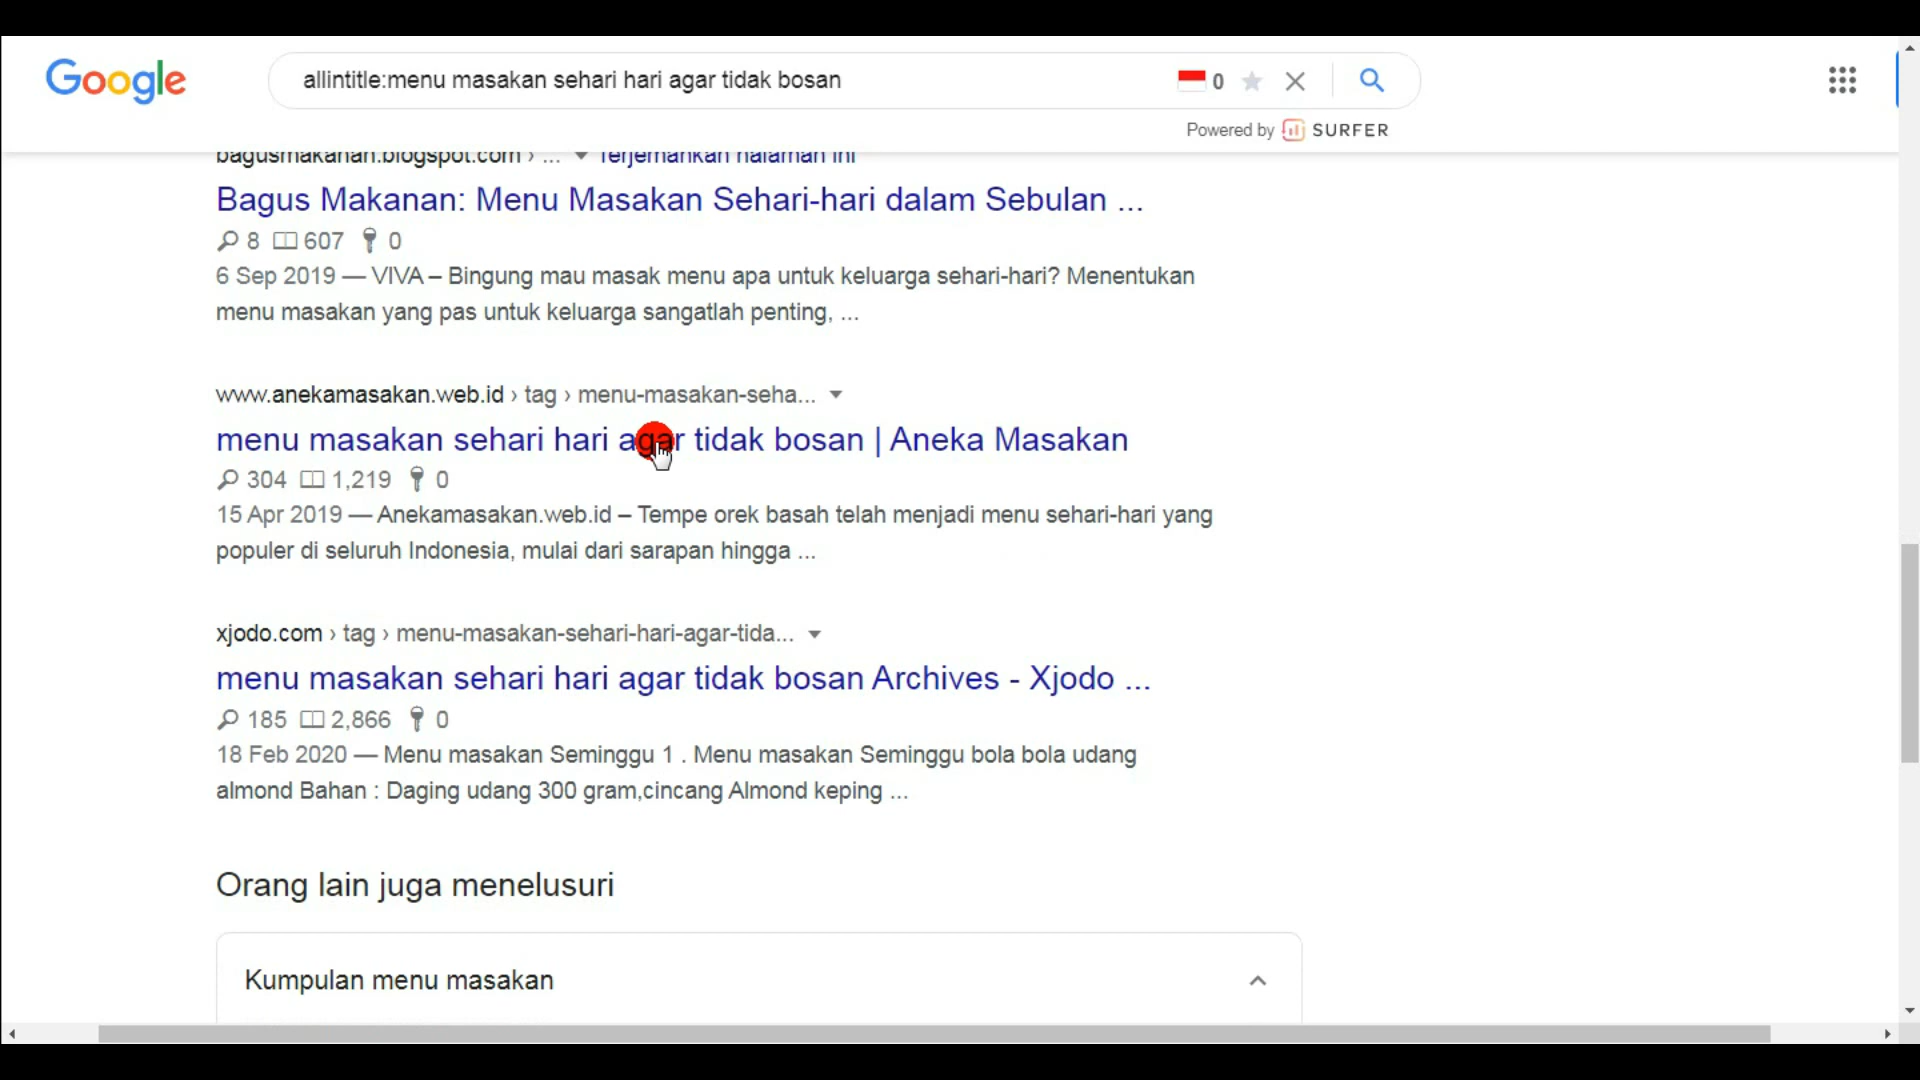 Google
allintitle:menu masakan sehari hari agar tidak bosan
0
Powered by SURFER
bagusmakanan.blogspot.com › ... Terjemahkan halaman ini
Bagus Makanan: Menu Masakan Sehari-hari dalam Sebulan ...
8 607 0
6 Sep 2019 — VIVA – Bingung mau masak menu apa untuk keluarga sehari-hari? Menentukan
menu masakan yang pas untuk keluarga sangatlah penting, ...
www.anekamasakan.web.id › tag › menu-masakan-seha...
menu masakan sehari hari agar tidak bosan | Aneka Masakan
304 1,219 0
15 Apr 2019 — Anekamasakan.web.id – Tempe orek basah telah menjadi menu sehari-hari yang
populer di seluruh Indonesia, mulai dari sarapan hingga ...
xjodo.com › tag › menu-masakan-sehari-hari-agar-tida...
menu masakan sehari hari agar tidak bosan Archives - Xjodo ...
185 2,866 0
18 Feb 2020 — Menu masakan Seminggu 1 . Menu masakan Seminggu bola bola udang
almond Bahan : Daging udang 300 gram,cincang Almond keping ...
Orang lain juga menelusuri
Kumpulan menu masakan